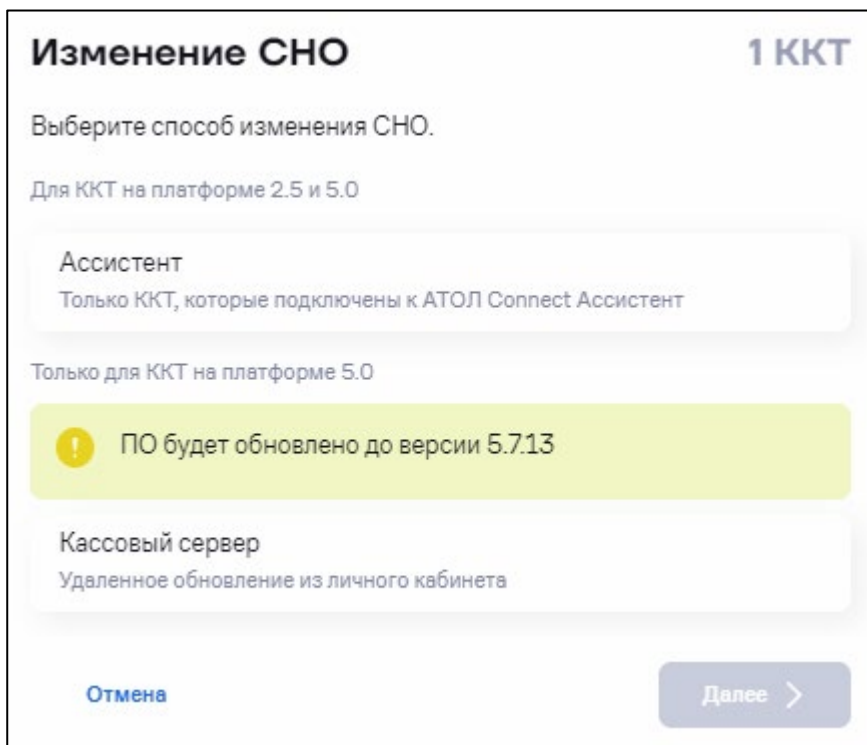 Изменение СНО
1 ККТ
Выберите способ изменения СНО.
Для ККТ на платформе 2.5 и 5.0
Ассистент
Только ККТ, которые подключены к АТОЛ Connect Ассистент
Только для ККТ на платформе 5.0
ПО будет обновлено до версии 5.7.13
Кассовый сервер
Удаленное обновление из личного кабинета
Отмена
Далее